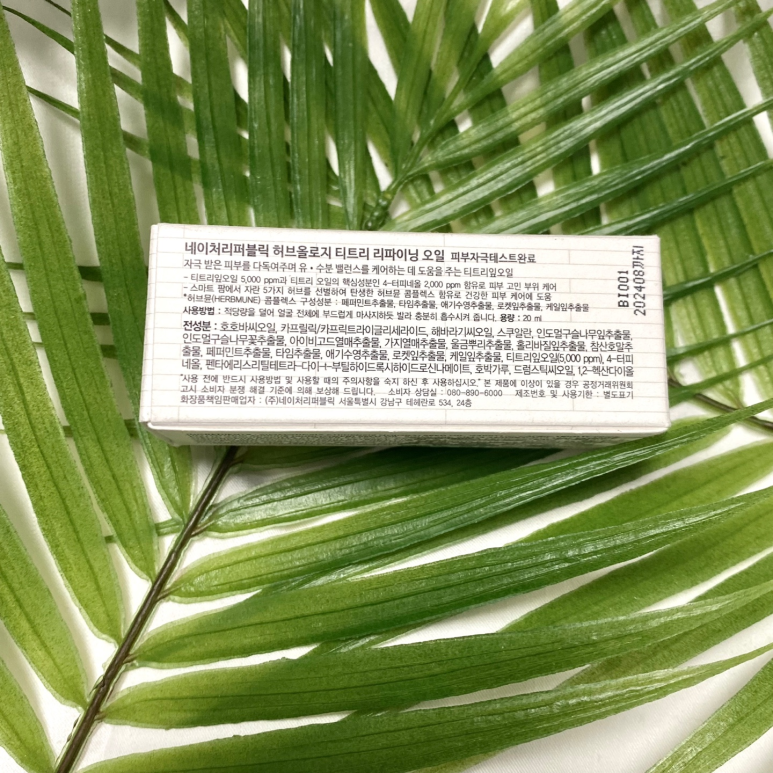 네이처리퍼블릭 허브올로지 티트리 리파이닝 오일 피부자극테스트완료
자극 받은 피부를 다독여주며 유·수분 밸런스를 케어하는 데 도움을 주는 티트리잎오일
- 티트리잎오일 5,000 ppm과 티트리 오일의 핵심성분인 4-터피네올 2,000 ppm 함유로 피부 고민 부위 케어
- 스마트 팜에서 자란 5가지 허브를 선별하여 탄생한 허브뮨 콤플렉스 함유로 건강한 피부 케어에 도움
*허브뮨(HERBMUNE) 콤플렉스 구성성분 : 페퍼민트추출물, 타임추출물, 애기수영추출물, 로켓잎추출물, 케일잎추출물
사용방법 : 적당량을 덜어 얼굴 전체에 부드럽게 마사지하듯 발라 충분히 흡수시켜 줍니다. 용량 : 20 ml
전성분 : 호호바씨오일, 카프릴릭/카프릭트라이글리세라이드, 해바라기씨오일, 스쿠알란, 인도멀구슬나무잎추출물,
인도멀구슬나무꽃추출물, 아이비고드열매추출물, 가지열매추출물, 울금뿌리추출물, 홀리바질잎추출물, 참산호말추
출물, 페퍼민트추출물, 타임추출물, 애기수영추출물, 로켓잎추출물, 케일잎추출물, 티트리잎오일(5,000 ppm), 4-터피
네올, 펜타에리스리틸테트라-다이-t-부틸하이드록시하이드로신나메이트, 호박가루, 드럼스틱씨오일, 1,2-헥산다이올
*사용 전에 반드시 사용방법 및 사용할 때의 주의사항을 숙지 하신 후 사용하십시오.* 본 제품에 이상이 있을 경우 공정거래위원회
고시 소비자 분쟁 해결 기준에 의해 보상해 드립니다. 소비자 상담실 : 080-890-6000 제조번호 및 사용기한 : 별도표기
화장품책임판매업자 : (주)네이처리퍼블릭 서울특별시 강남구 테헤란로 534, 24층
BI001
20240807까지